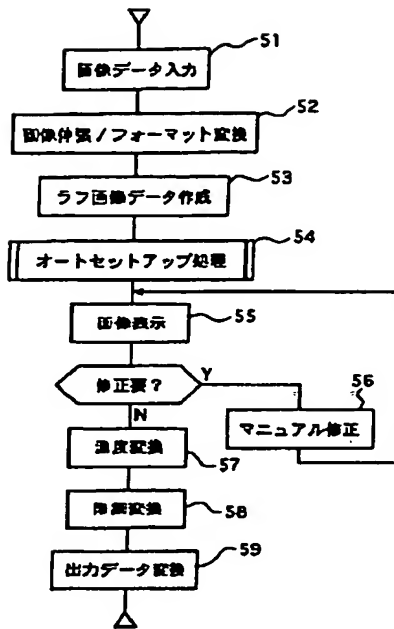 51
画像データ入力
52
画像伸張/フォーマット変換
53
ラフ画像データ作成
54
オートセットアップ処理
55
画像表示
修正要?
Y
56
マニュアル修正
N
濃度変換
57
階調変換
58
出力データ変換
59